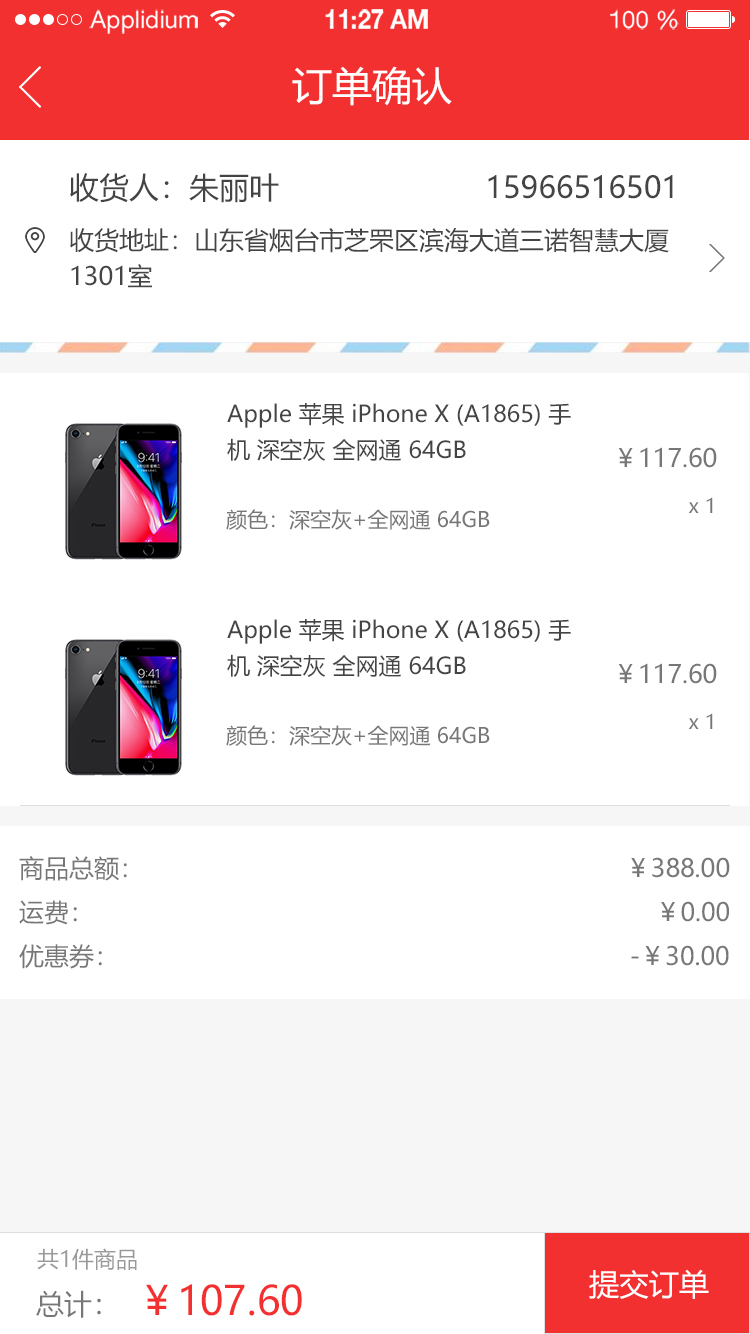 Applidium 11:27 AM 100 %
订单确认
收货人：朱丽叶 15966516501
收货地址：山东省烟台市芝罘区滨海大道三诺智慧大厦
1301室
Apple 苹果 iPhone X (A1865) 手
机 深空灰 全网通 64GB
¥ 117.60
x 1
颜色：深空灰+全网通 64GB
9:41
iPhone
Apple 苹果 iPhone X (A1865) 手
机 深空灰 全网通 64GB
¥ 117.60
x 1
颜色：深空灰+全网通 64GB
9:41
iPhone
商品总额： ¥ 388.00
运费： ¥ 0.00
优惠券： - ¥ 30.00
共1件商品
总计： ¥ 107.60
提交订单